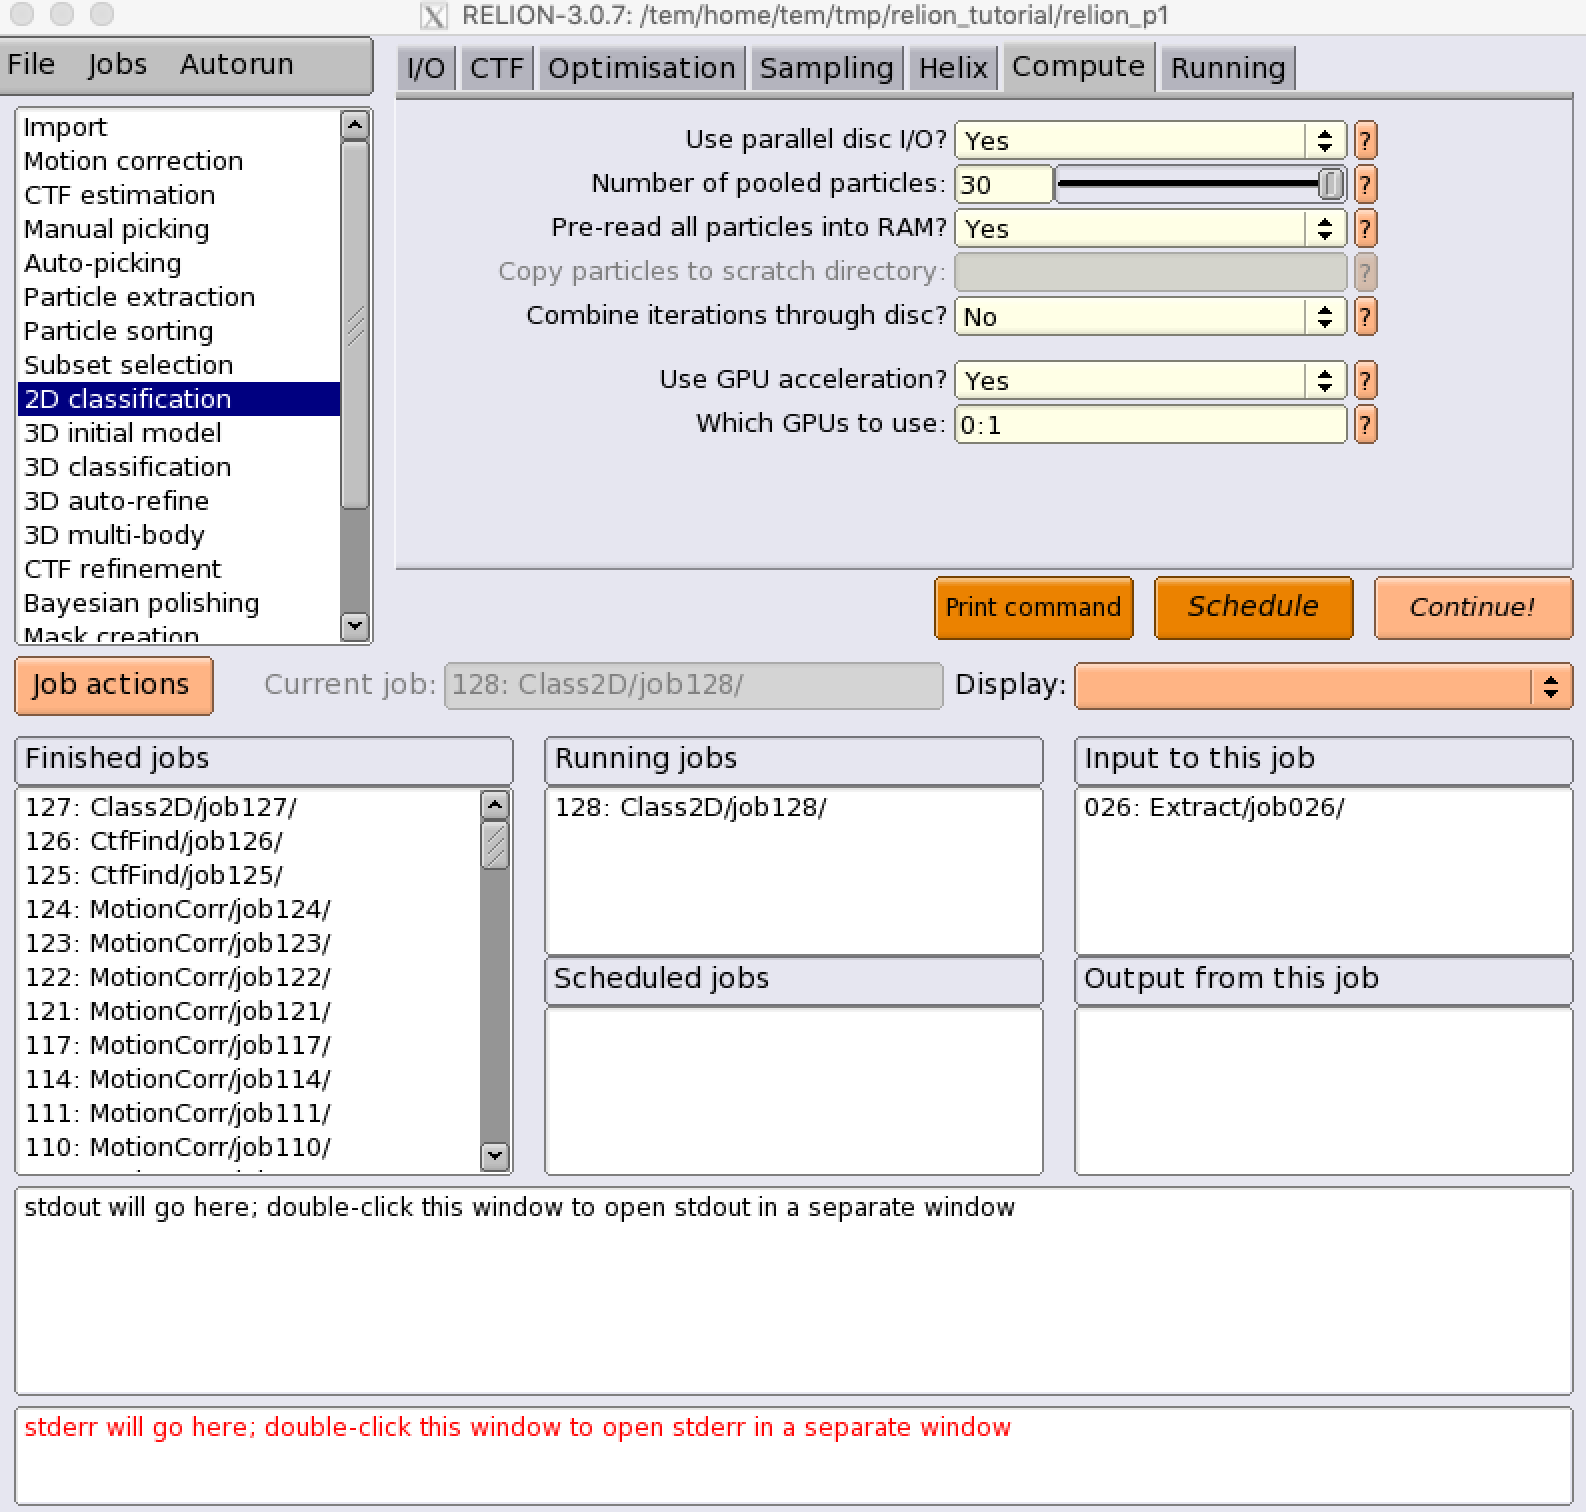 RELION-3.0.7: /tem/home/tem/tmp/relion_tutorial/relion_p1
File Jobs Autorun
I/O CTF Optimisation Sampling Helix Compute Running
Import
Motion correction
CTF estimation
Manual picking
Auto-picking
Particle extraction
Particle sorting
Subset selection
2D classification
3D initial model
3D classification
3D auto-refine
3D multi-body
CTF refinement
Bayesian polishing
Mask creation
Use parallel disc I/O? Yes ?
Number of pooled particles: 30 ?
Pre-read all particles into RAM? Yes ?
Copy particles to scratch directory: ?
Combine iterations through disc? No ?
Use GPU acceleration? Yes ?
Which GPUs to use: 0:1 ?
Print command Schedule Continue!
Job actions Current job: 128: Class2D/job128/ Display:
Finished jobs
127: Class2D/job127/
126: CtfFind/job126/
125: CtfFind/job125/
124: MotionCorr/job124/
123: MotionCorr/job123/
122: MotionCorr/job122/
121: MotionCorr/job121/
117: MotionCorr/job117/
114: MotionCorr/job114/
111: MotionCorr/job111/
110: MotionCorr/job110/
Running jobs
128: Class2D/job128/
Scheduled jobs
Input to this job
026: Extract/job026/
Output from this job
stdout will go here; double-click this window to open stdout in a separate window
stderr will go here; double-click this window to open stderr in a separate window